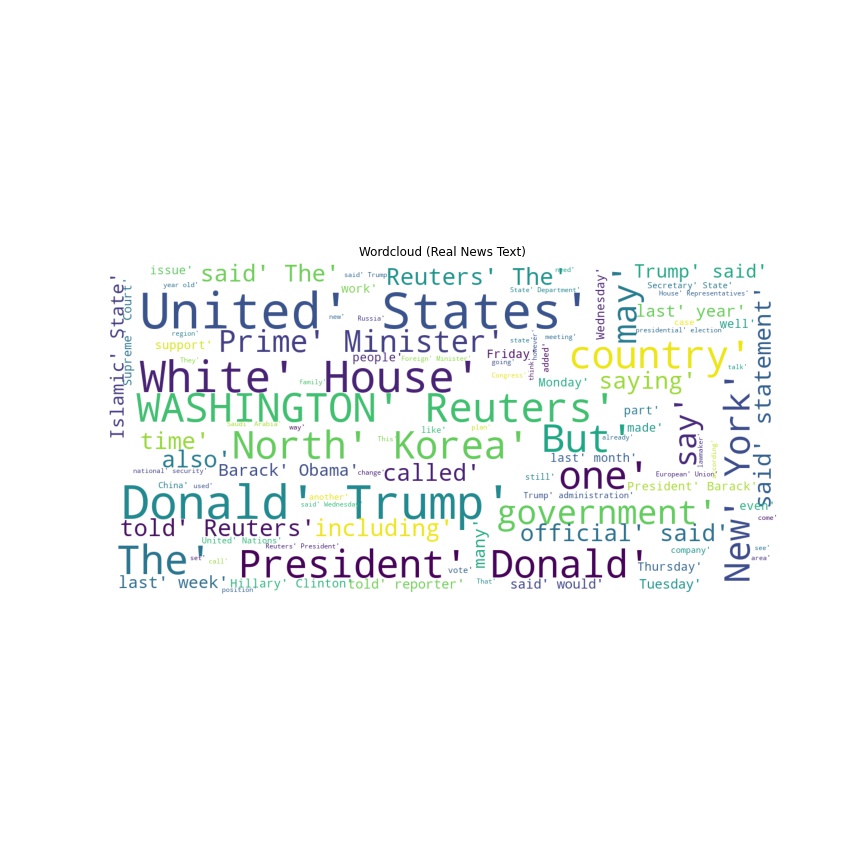 Wordcloud (Real News Text)
issue'
said' The'
said' Trump
Reuters' The'
need'
Trump' said'
year old'
work'
State' Department'
Secretary' State'
House' Representatives'
United' States'
new'
Russia'
Wednesday'
may'
last' year'
case'
well'
presidential' election'
Islamic' State'
Supreme' Court'
region'
support'
Prime' Minister'
state'
however'
meeting'
They'
people'
Foreign' Minister'
Friday'
going'
think'
added'
country'
talk'
White' House'
family'
Congress'
Monday'
saying'
said' statement'
WASHINGTON' Reuters'
part'
made'
say'
New' York'
Saudi' Arabia'
way'
like'
plan
time'
North' Korea'
This'
But'
already'
lawmaker'
also'
last' month'
national' security'
Barack' Obama'
change'
called'
still'
one'
European' Union'
China'
used'
another'
Trump' administration'
President' Barack'
said' Wednesday'
Donald' Trump'
government'
even'
come'
told' Reuters'
including'
many'
official' said'
United' Nations'
Reuters' President'
company'
see'
area'
The'
set'
call'
President' Donald'
vote'
Thursday'
last' week'
Hillary' Clinton'
told' reporter'
That'
said' would'
Tuesday'
position'